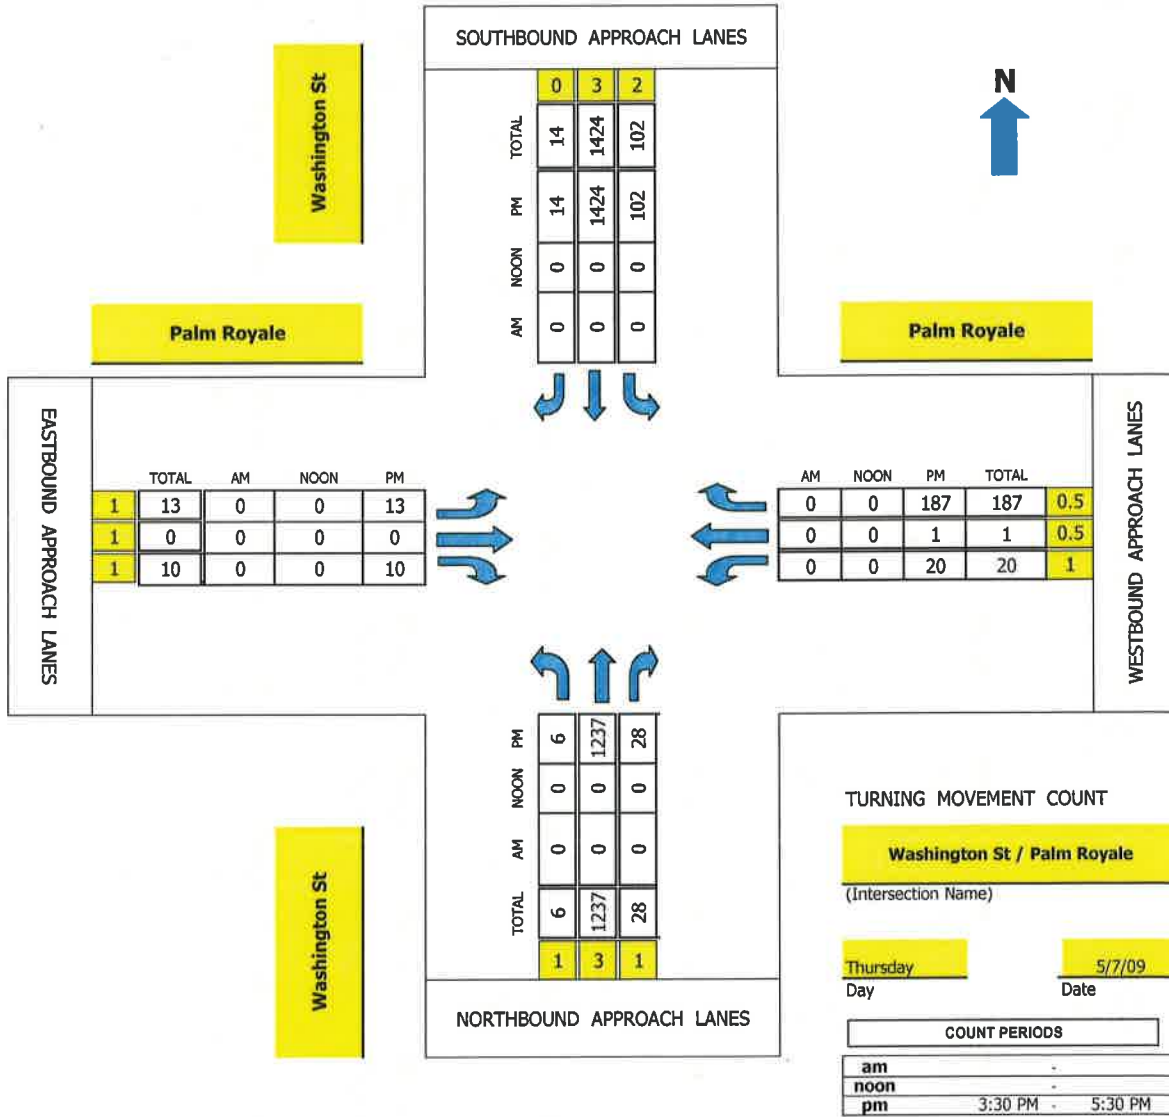 SOUTHBOUND APPROACH LANES
Washington St
N
0 3 2
TOTAL 14 1424 102
PM 14 1424 102
NOON 0 0 0
AM 0 0 0
Palm Royale
Palm Royale
EASTBOUND APPROACH LANES
TOTAL AM NOON PM
1 13 0 0 13
1 0 0 0 0
1 10 0 0 10
AM NOON PM TOTAL
0 0 187 187 0.5
0 0 1 1 0.5
0 0 20 20 1
WESTBOUND APPROACH LANES
PM 6 1237 28
NOON 0 0 0
AM 0 0 0
TOTAL 6 1237 28
1 3 1
NORTHBOUND APPROACH LANES
Washington St
TURNING MOVEMENT COUNT
Washington St / Palm Royale
(Intersection Name)
Thursday 5/7/09
Day Date
COUNT PERIODS
am -
noon -
pm 3:30 PM - 5:30 PM